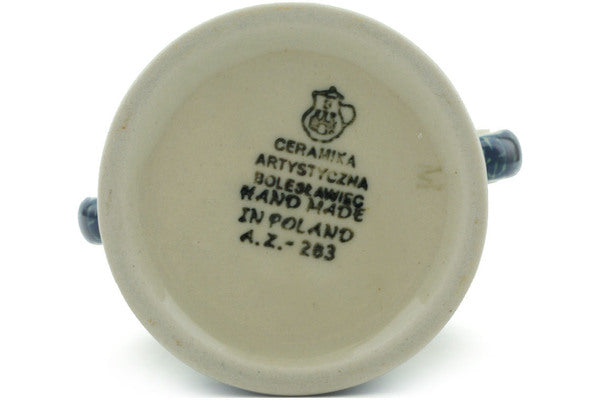 CERAMIKA
ARTYSTYCZNA
BOLESŁAWIEC
HAND MADE
IN POLAND
A.Z.-283
M